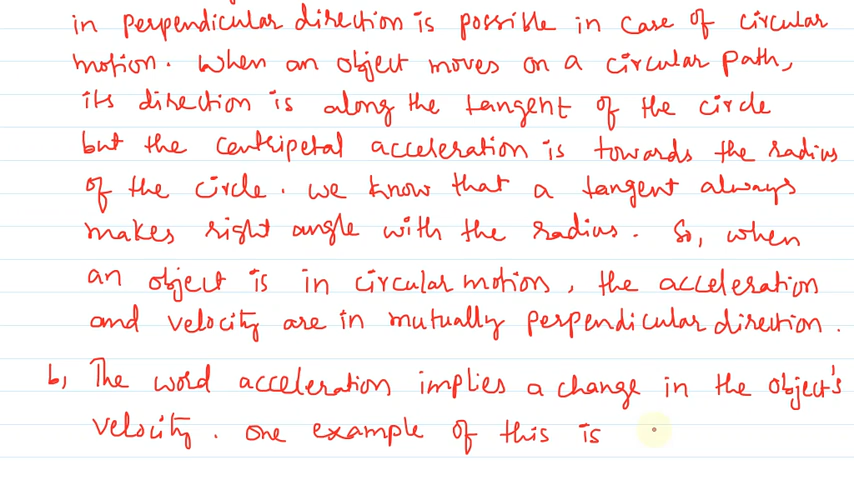 in perpendicular direction is possible in case of circular
motion. When an object moves on a circular path,
its direction is along the tangent of the circle
but the centripetal acceleration is towards the radius
of the circle. We know that a tangent always
makes right angle with the radius. So, when
an object is in circular motion, the acceleration
and velocity are in mutually perpendicular direction.
b, The word acceleration implies a change in the object's
velocity. One example of this is